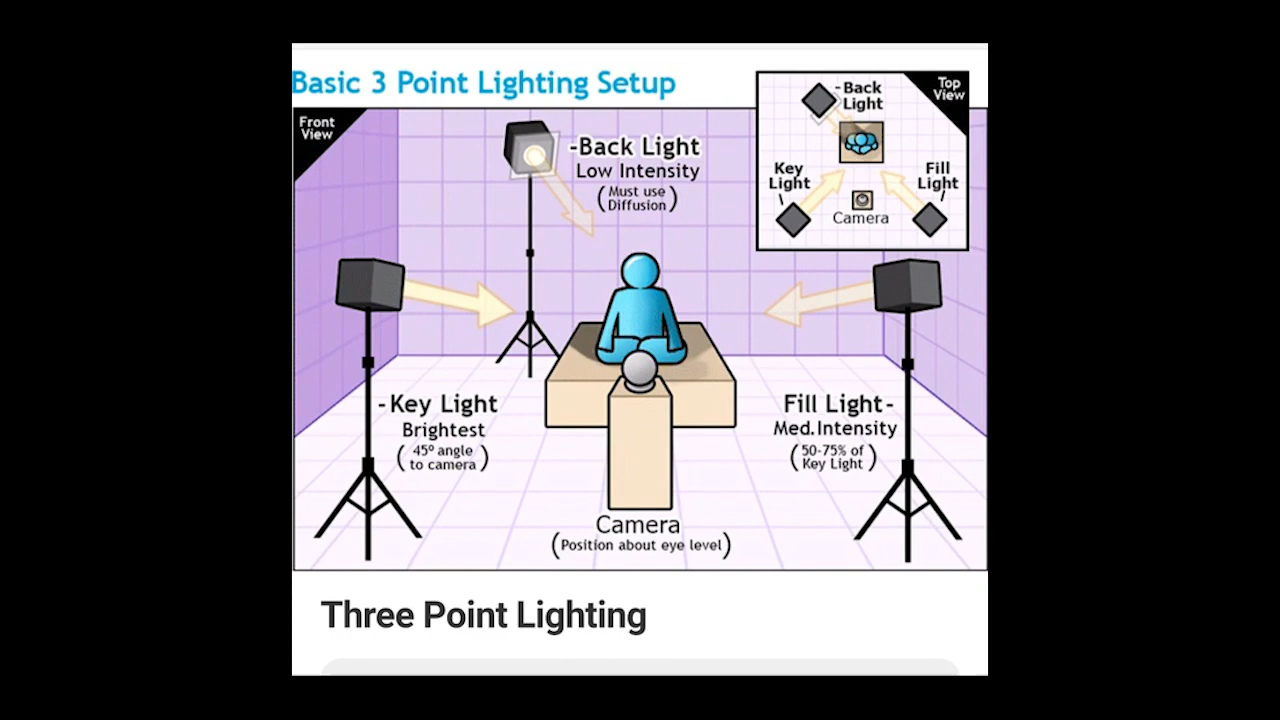 Basic 3 Point Lighting Setup
Front
View
-Back Light
Low Intensity
(Must use
Diffusion)
Top
View
-Back
Light
Key
Light
Fill
Light
Camera
-Key Light
Brightest
(45º angle
to camera)
Fill Light-
Med.Intensity
(50-75% of
Key Light)
Camera
(Position about eye level)
Three Point Lighting